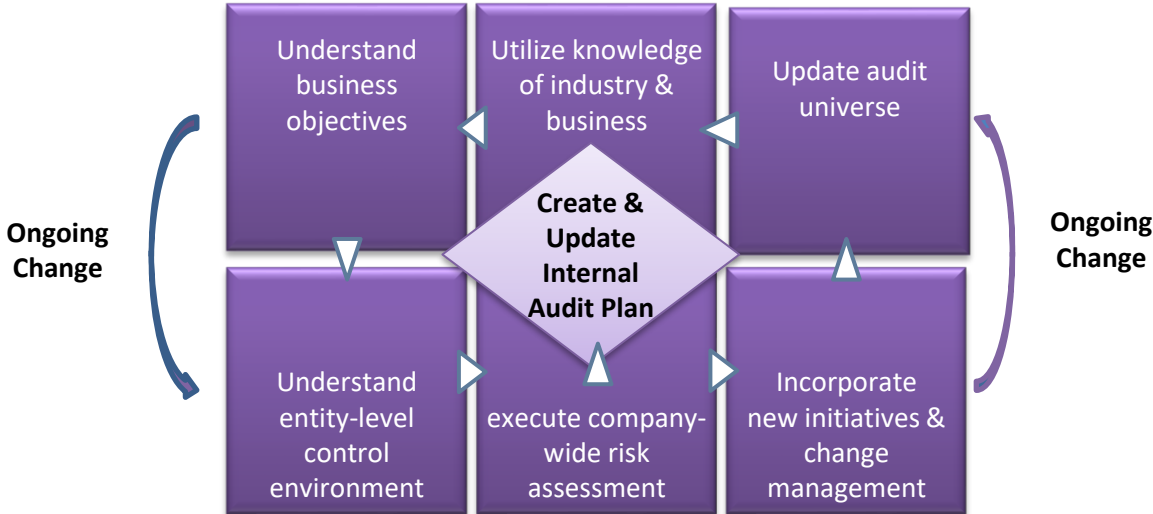 Understand
business
objectives
Utilize knowledge
of industry &
business
Update audit
universe
Ongoing
Change
Create &
Update
Internal
Audit Plan
Ongoing
Change
Understand
entity-level
control
environment
execute company-
wide risk
assessment
Incorporate
new initiatives &
change
management